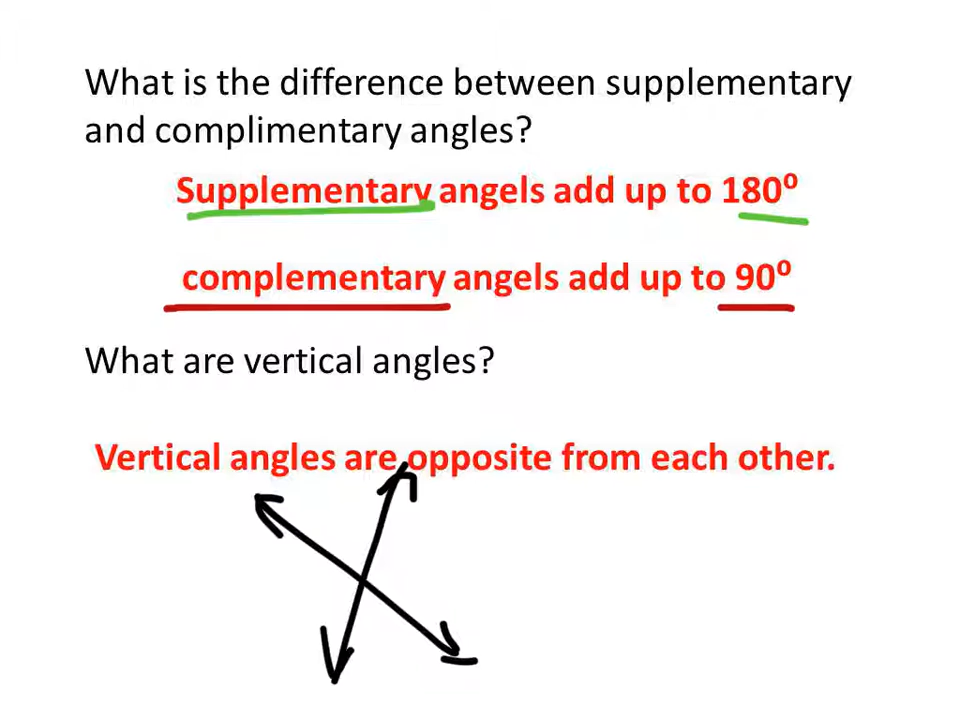 What is the difference between supplementary
and complimentary angles?
Supplementary angels add up to 180⁰
complementary angels add up to 90⁰
What are vertical angles?
Vertical angles are opposite from each other.